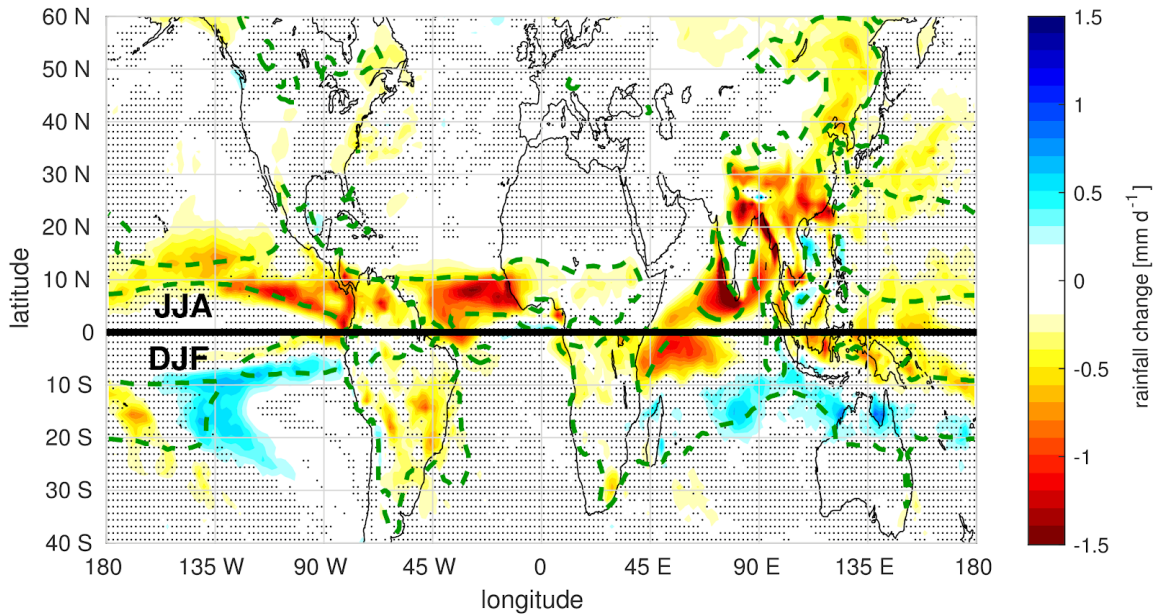 60 N
50 N
40 N
30 N
20 N
10 N
0
10 S
20 S
30 S
40 S
latitude
JJA
DJF
180
135 W
90 W
45 W
0
45 E
90 E
135 E
180
longitude
1.5
1
0.5
0
-0.5
-1
-1.5
rainfall change [mm d⁻¹]